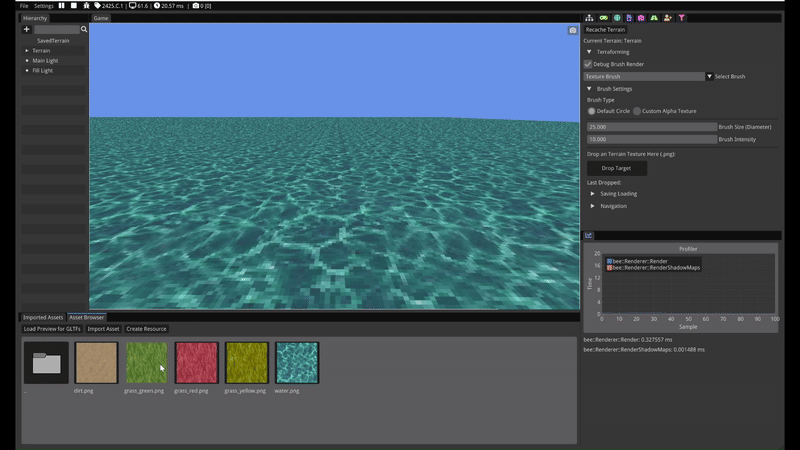 File Settings 2425.C.1 61.6 20.57 ms 0 [0]
Hierarchy
SavedTerrain
Terrain
Main Light
Fill Light
Game
Recache Terrain
Current Terrain: Terrain
Terraforming
Debug Brush Render
Texture Brush Select Brush
Brush Settings
Brush Type
Default Circle Custom Alpha Texture
25.000 Brush Size (Diameter)
10.000 Brush Intensity
Drop an Terrain Texture Here (.png):
Drop Target
Last Dropped:
Saving Loading
Navigation
Profiler
bee::Renderer::Render
bee::Renderer::RenderShadowMaps
20
16
12
8
4
0
Time
0 10 20 30 40 50 60 70 80 90 100
Sample
bee::Renderer::Render: 0.327557 ms
bee::Renderer::RenderShadowMaps: 0.001488 ms
Imported Assets Asset Browser
Load Preview for GLTFs Import Asset Create Resource
..
dirt.png grass_green.png grass_red.png grass_yellow.png water.png